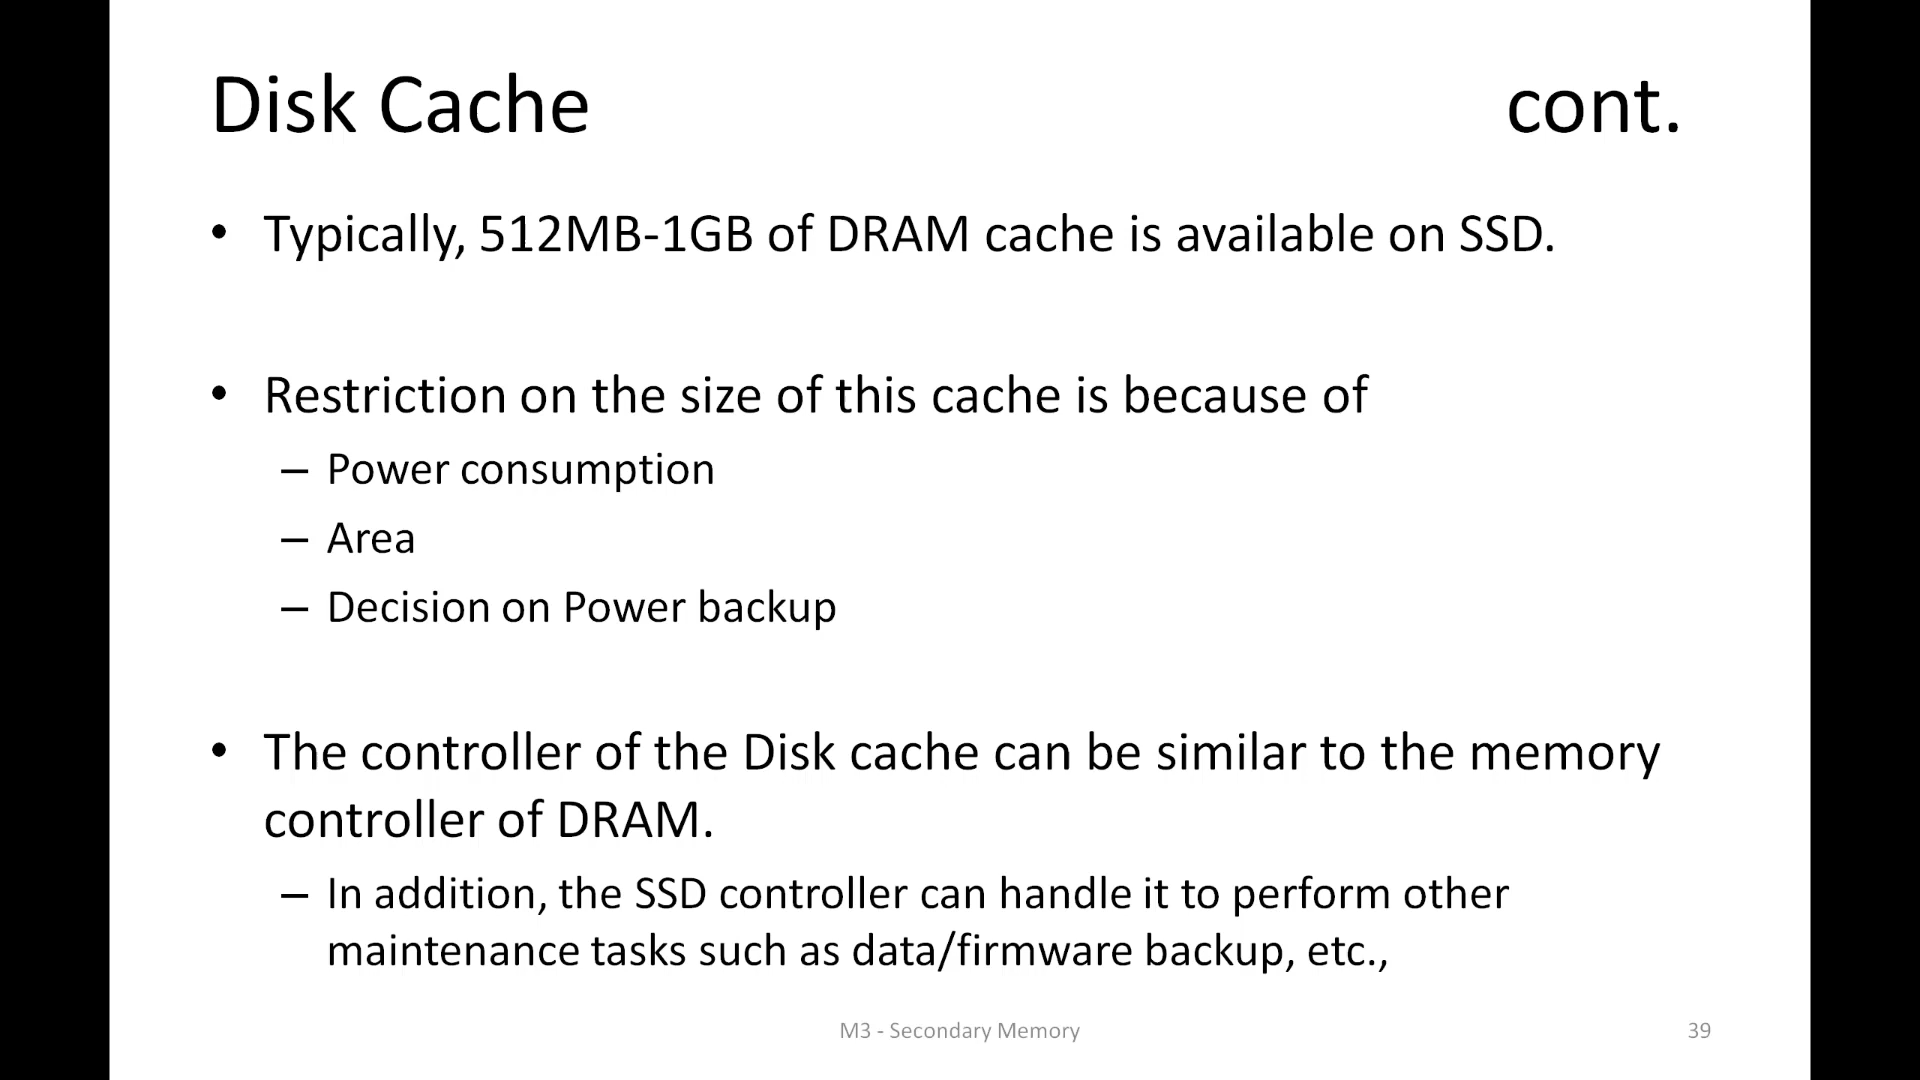 Disk Cache cont.
• Typically, 512MB-1GB of DRAM cache is available on SSD.
• Restriction on the size of this cache is because of
– Power consumption
– Area
– Decision on Power backup
• The controller of the Disk cache can be similar to the memory
controller of DRAM.
– In addition, the SSD controller can handle it to perform other
maintenance tasks such as data/firmware backup, etc.,
M3 - Secondary Memory 39